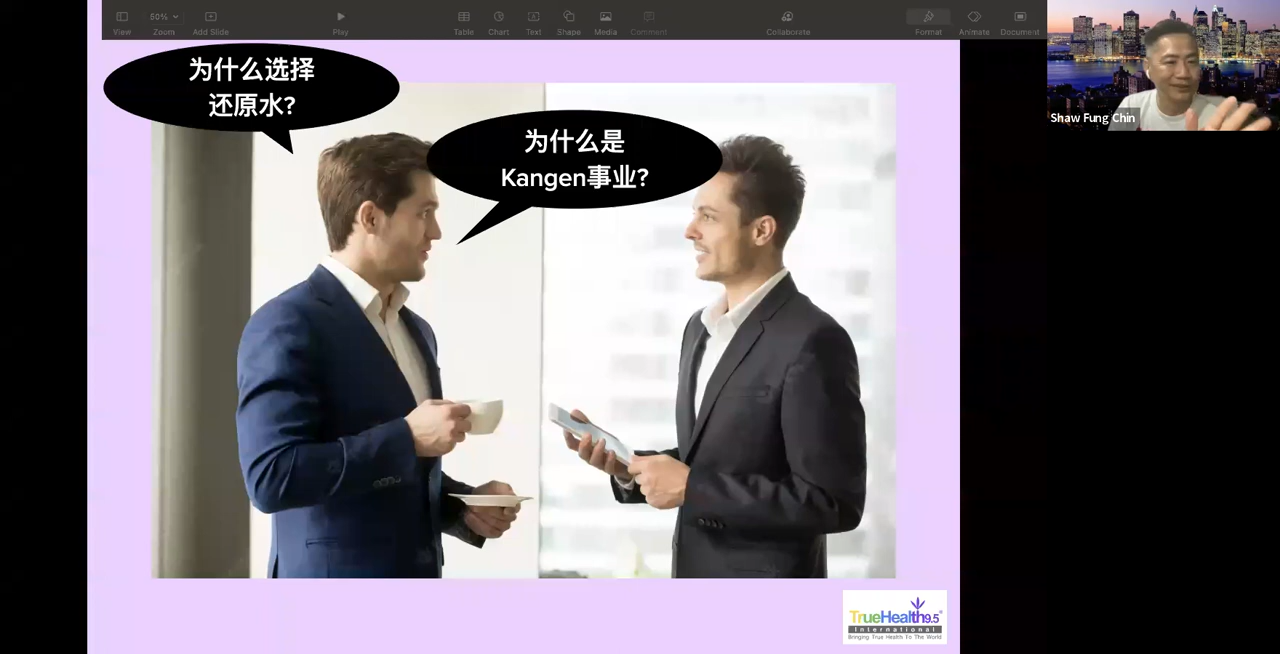 View
50%
Zoom
Add Slide
Play
Table
Chart
Text
Shape
Media
Comment
Collaborate
Format
Animate
Document
Shaw Fung Chin
为什么选择
还原水?
为什么是
Kangen事业?
TrueHealth9.5®
International
Bringing True Health To The World